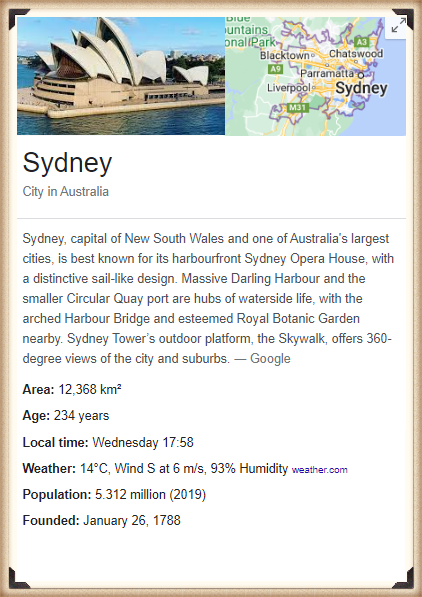 Blue
ountains
onal Park
Blacktown
Chatswood
A3
A9
Parramatta
Liverpool
Sydney
M31
Sydney
City in Australia
Sydney, capital of New South Wales and one of Australia's largest
cities, is best known for its harbourfront Sydney Opera House, with
a distinctive sail-like design. Massive Darling Harbour and the
smaller Circular Quay port are hubs of waterside life, with the
arched Harbour Bridge and esteemed Royal Botanic Garden
nearby. Sydney Tower's outdoor platform, the Skywalk, offers 360-
degree views of the city and suburbs. — Google
Area: 12,368 km²
Age: 234 years
Local time: Wednesday 17:58
Weather: 14°C, Wind S at 6 m/s, 93% Humidity weather.com
Population: 5.312 million (2019)
Founded: January 26, 1788